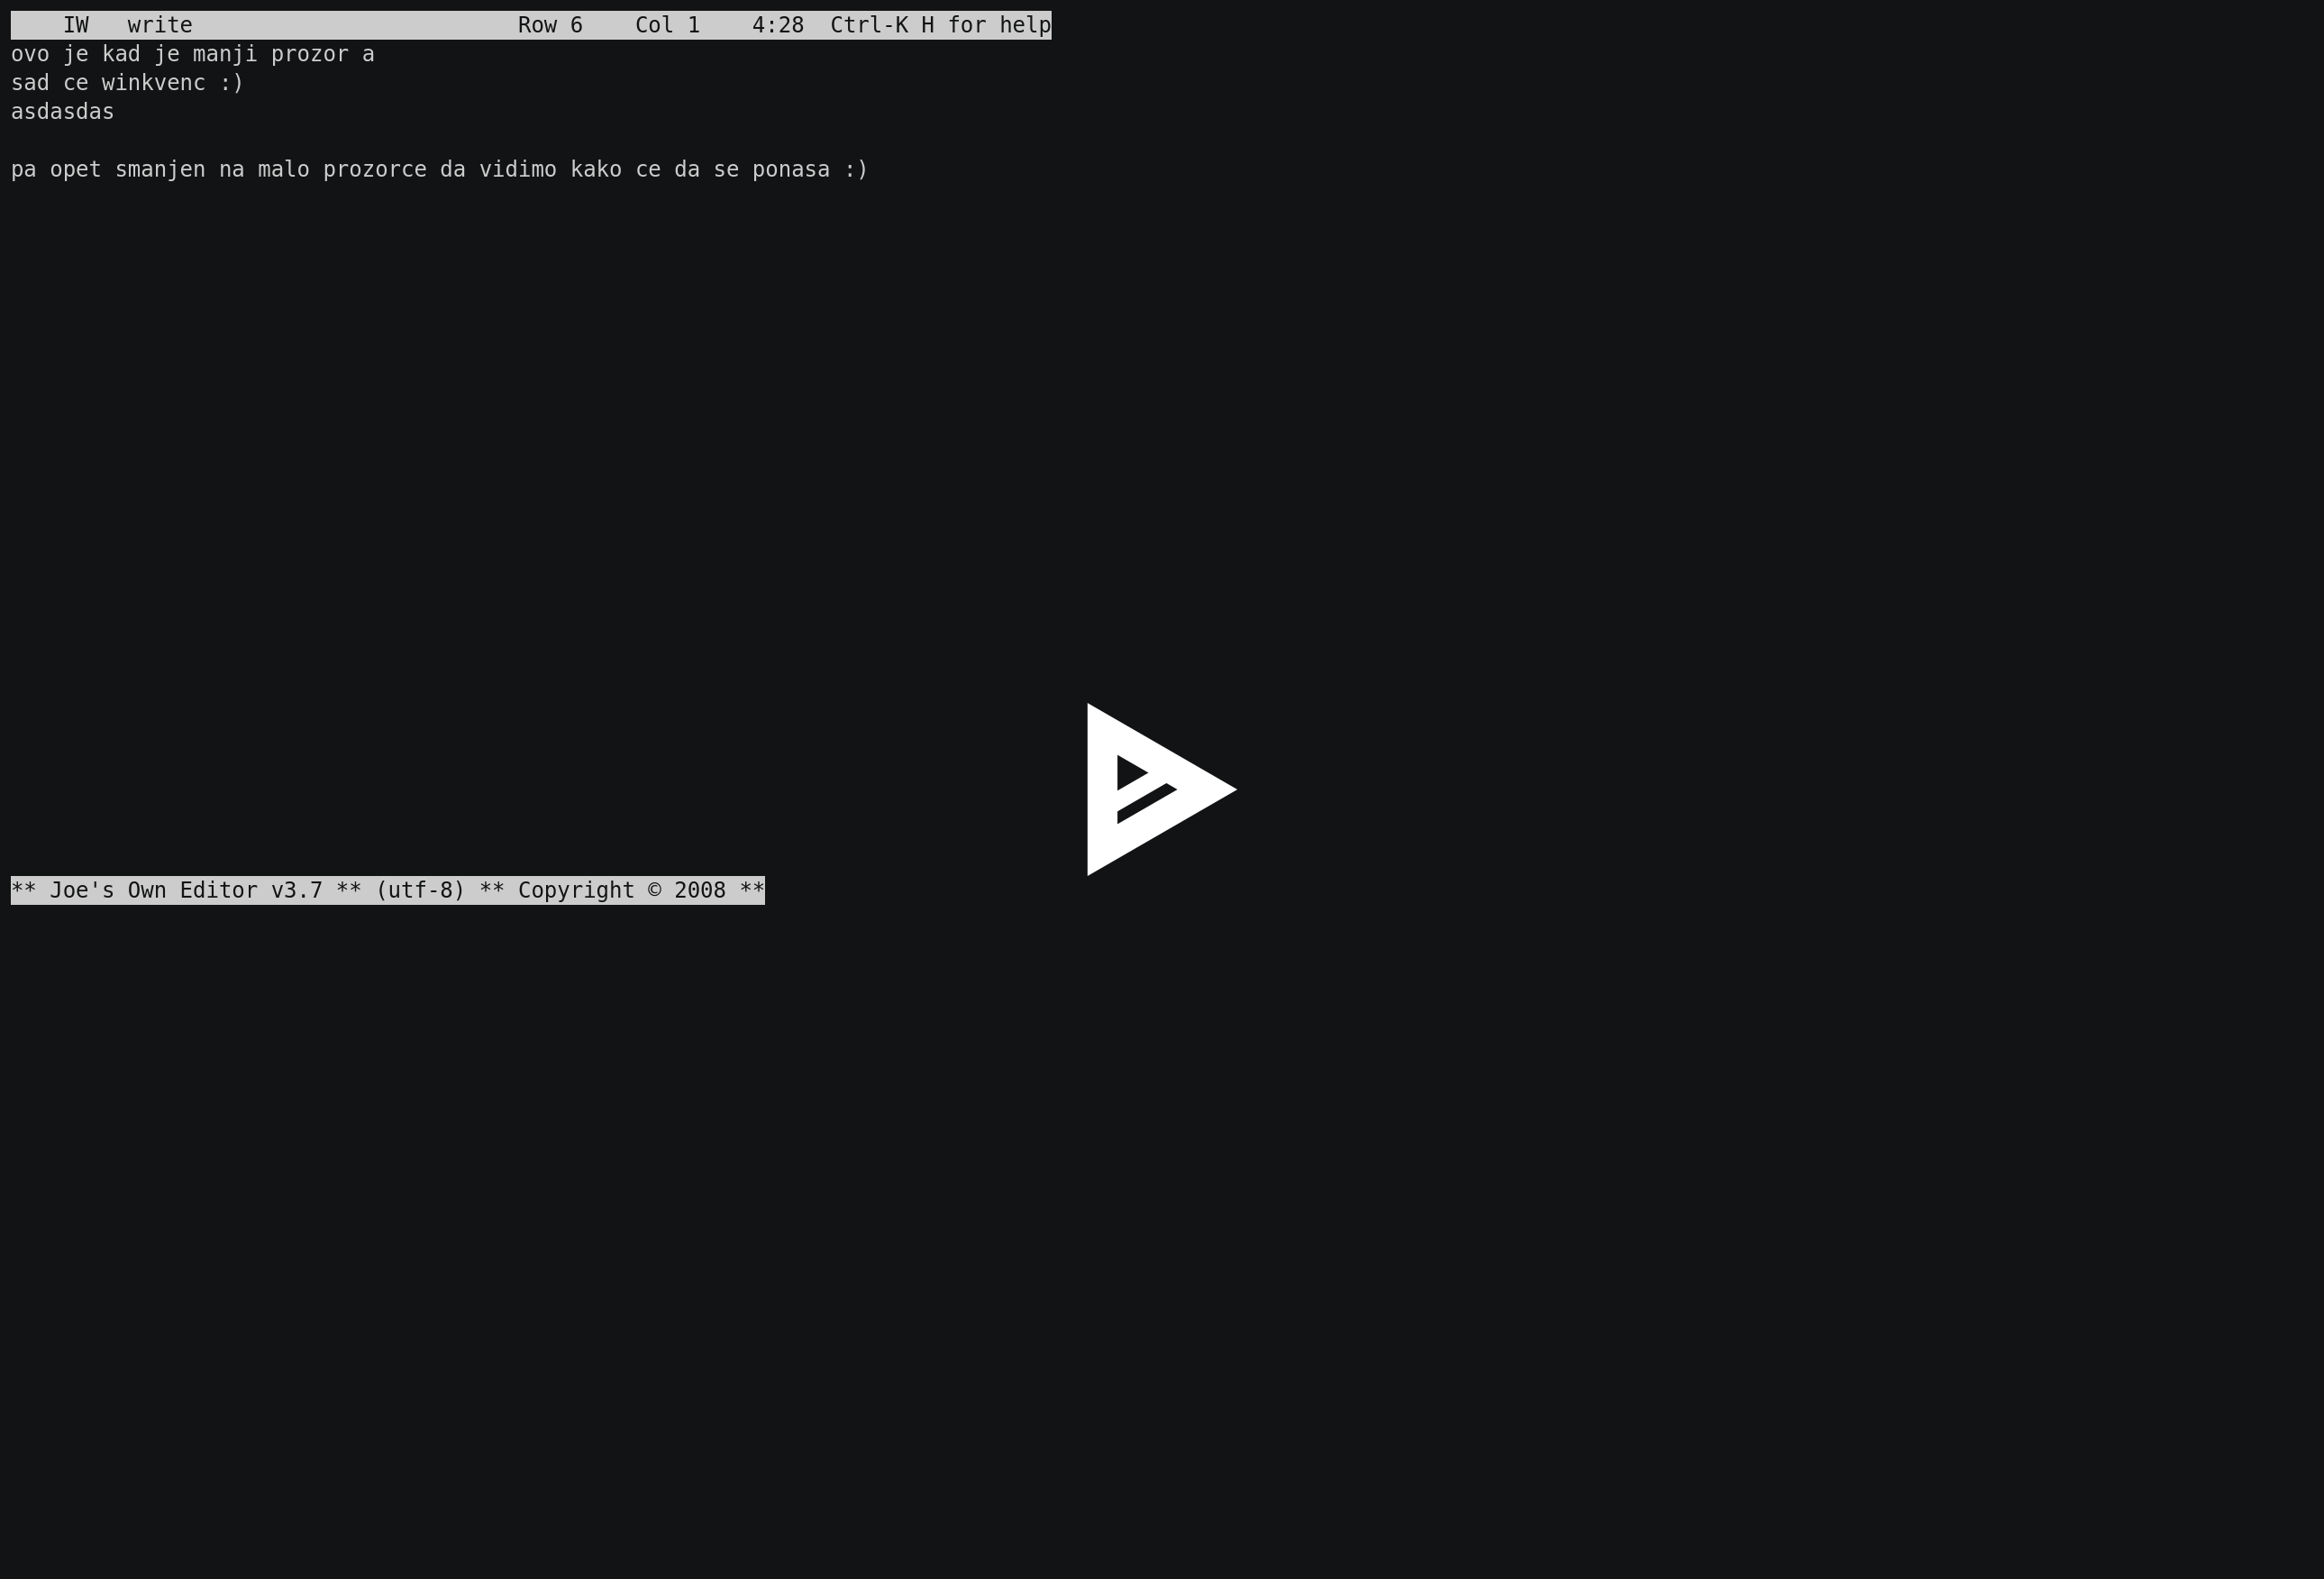 IW   write                         Row 6    Col 1    4:28  Ctrl-K H for help
ovo je kad je manji prozor a
sad ce winkvenc :)
asdasdas
pa opet smanjen na malo prozorce da vidimo kako ce da se ponasa :)
** Joe's Own Editor v3.7 ** (utf-8) ** Copyright © 2008 **